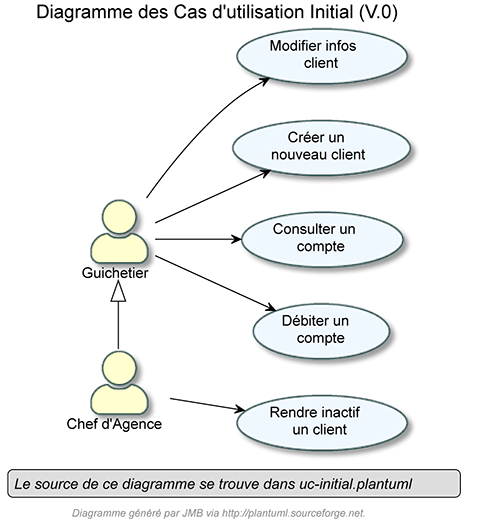 Diagramme des Cas d'utilisation Initial (V.0)
Modifier infos
client
Créer un
nouveau client
Consulter un
compte
Guichetier
Débiter un
compte
Chef d'Agence
Rendre inactif
un client
Le source de ce diagramme se trouve dans uc-initial.plantuml
Diagramme généré par JMB via http://plantuml.sourceforge.net.